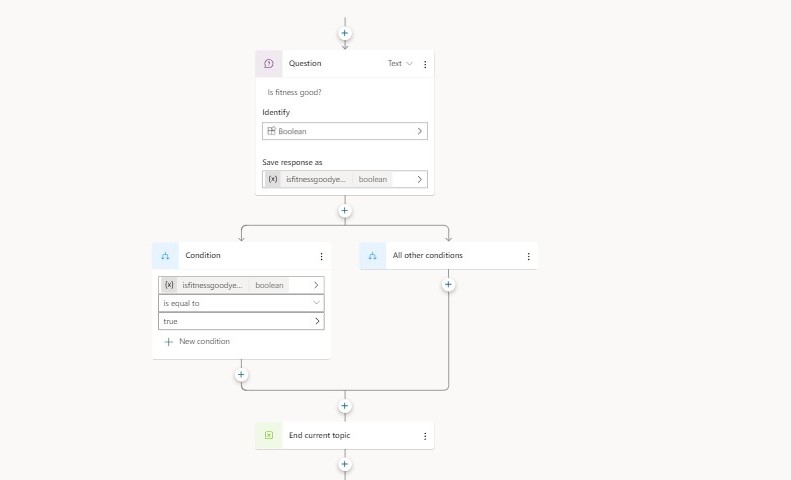 Question
Text
Is fitness good?
Identify
Boolean
Save response as
{x} isfitnessgoodye... boolean
Condition
All other conditions
{x} isfitnessgoodye... boolean
is equal to
true
New condition
End current topic